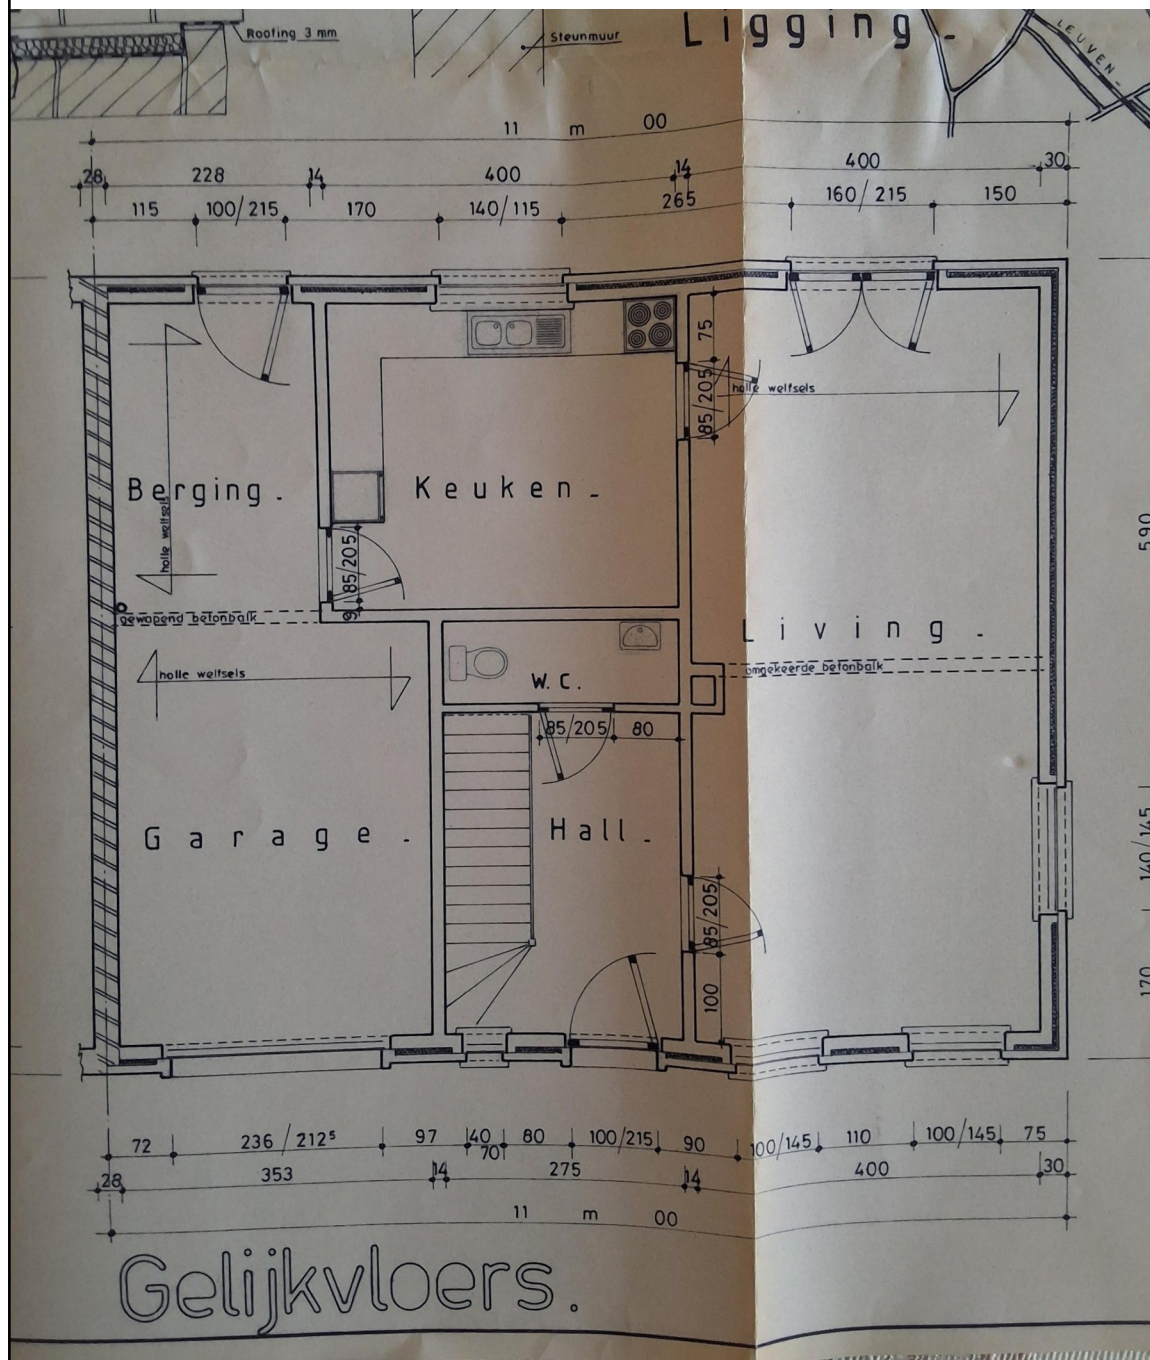 Roofing 3 mm
Steunmuur
Ligging -
LEUVEN -
11 m 00
28 228 14 400 14 400 30
115 100/215 170 140/115 265 160/215 150
75
85/205
holle welfsels
Berging -
Keuken -
holle welfsels
85/205
9
590
gewapend betonbalk
Living -
holle welfsels
W.C.
omgekeerde betonbalk
85/205 80
Garage -
Hall -
140/145
85/205
100
170
72 236/212⁵ 97 40 80 100/215 90 100/145 110 100/145 75
70
28 353 14 275 14 400 30
11 m 00
Gelijkvloers.